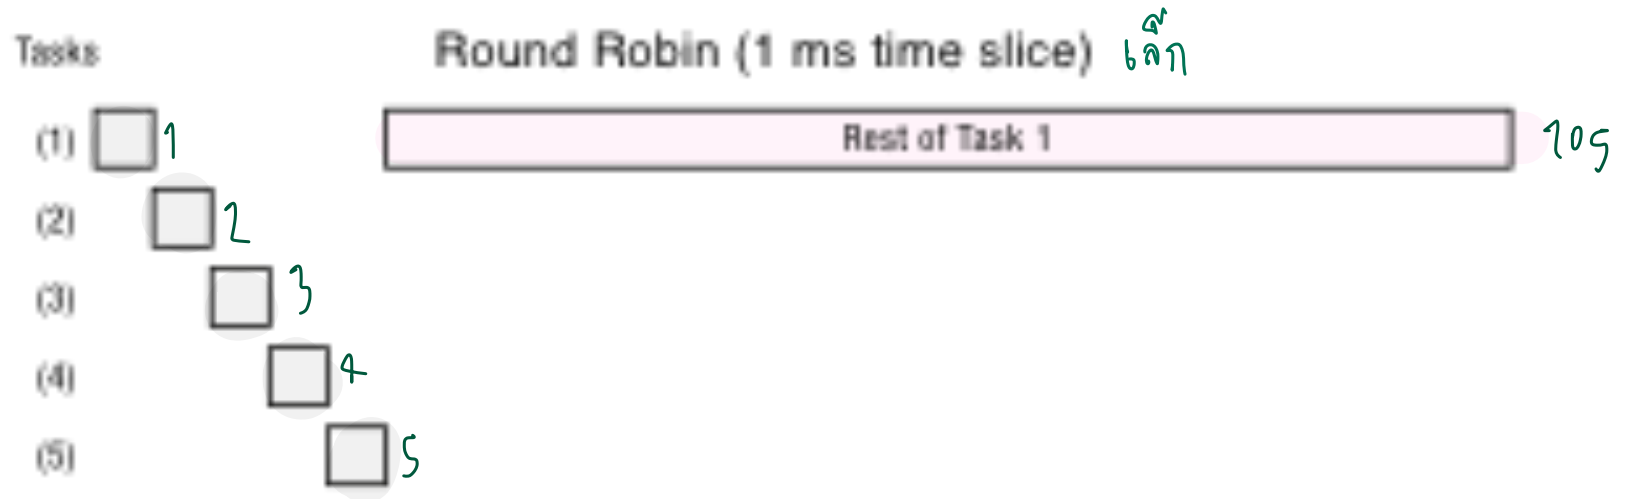 Tasks Round Robin (1 ms time slice) เล็ก
(1) 1 Rest of Task 1 105
(2) 2
(3) 3
(4) 4
(5) 5